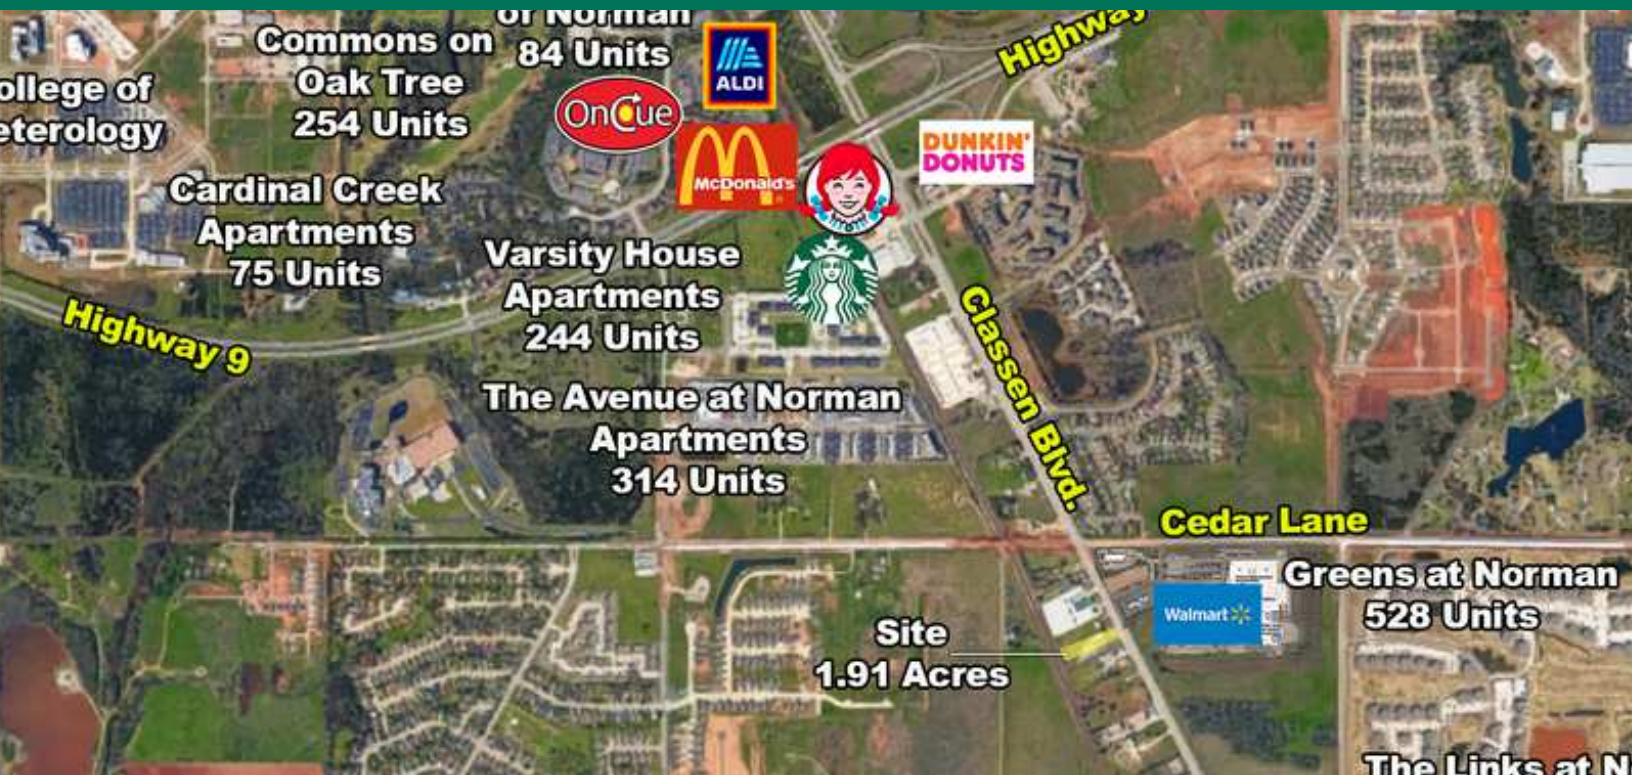 of Norman
84 Units
Commons on
Oak Tree
254 Units
ALDI
OnCue
Highway
ollege of
eterology
McDonald's
DUNKIN'
DONUTS
Cardinal Creek
Apartments
75 Units
Varsity House
Apartments
244 Units
Highway 9
Classen Blvd.
The Avenue at Norman
Apartments
314 Units
Cedar Lane
Greens at Norman
528 Units
Walmart
Site
1.91 Acres
The Links at N